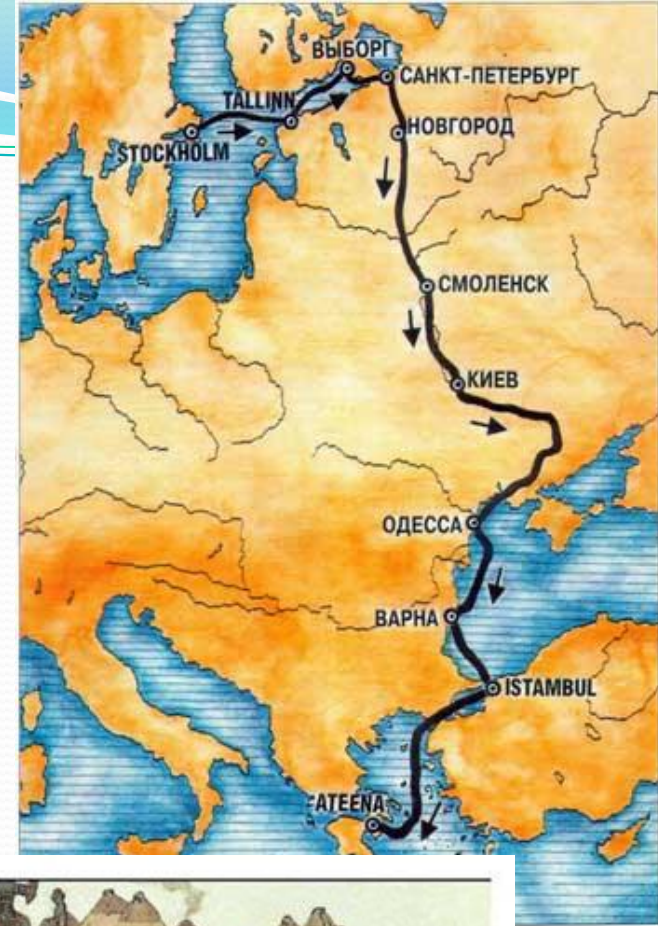 ВЫБОРГ
САНКТ-ПЕТЕРБУРГ
TALLINN
НОВГОРОД
STOCKHOLM
СМОЛЕНСК
КИЕВ
ОДЕССА
ВАРНА
ISTAMBUL
ATEENA